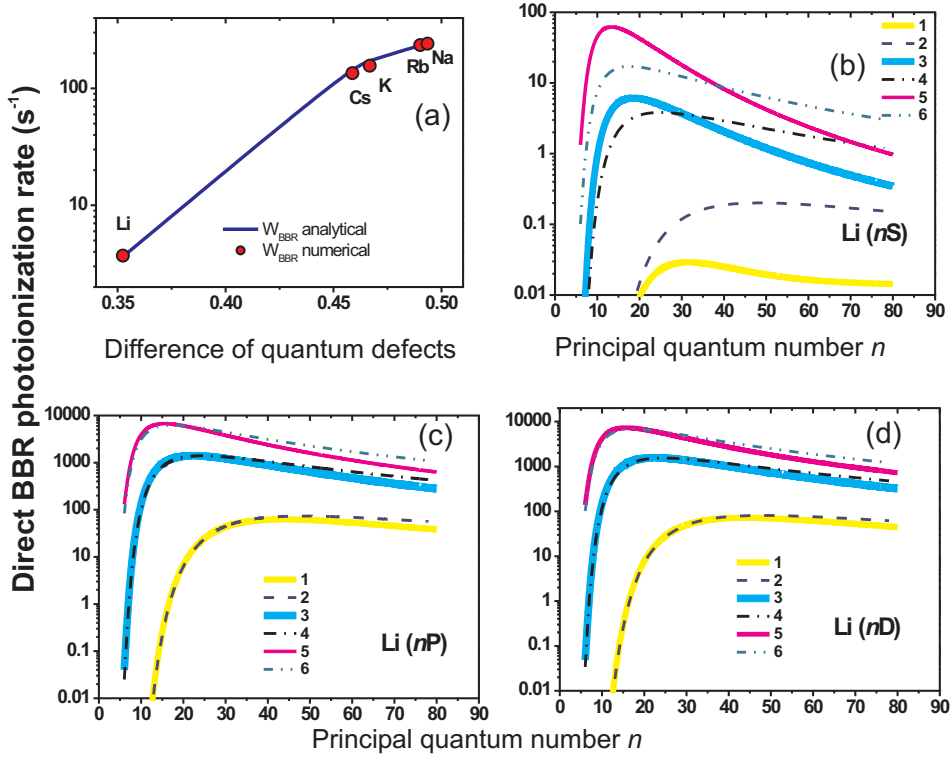 Direct BBR photoionization rate (s⁻¹)
100
10
0.35
0.40
0.45
0.50
Li
Cs
K
Rb
Na
(a)
W_BBR analytical
W_BBR numerical
Difference of quantum defects
100
10
1
0.1
0.01
0 10 20 30 40 50 60 70 80 90
(b)
1
2
3
4
5
6
Li (nS)
Principal quantum number n
10000
1000
100
10
1
0.1
0.01
0 10 20 30 40 50 60 70 80 90
(c)
1
2
3
4
5
6
Li (nP)
10000
1000
100
10
1
0.1
0.01
0 10 20 30 40 50 60 70 80 90
(d)
1
2
3
4
5
6
Li (nD)
Principal quantum number n